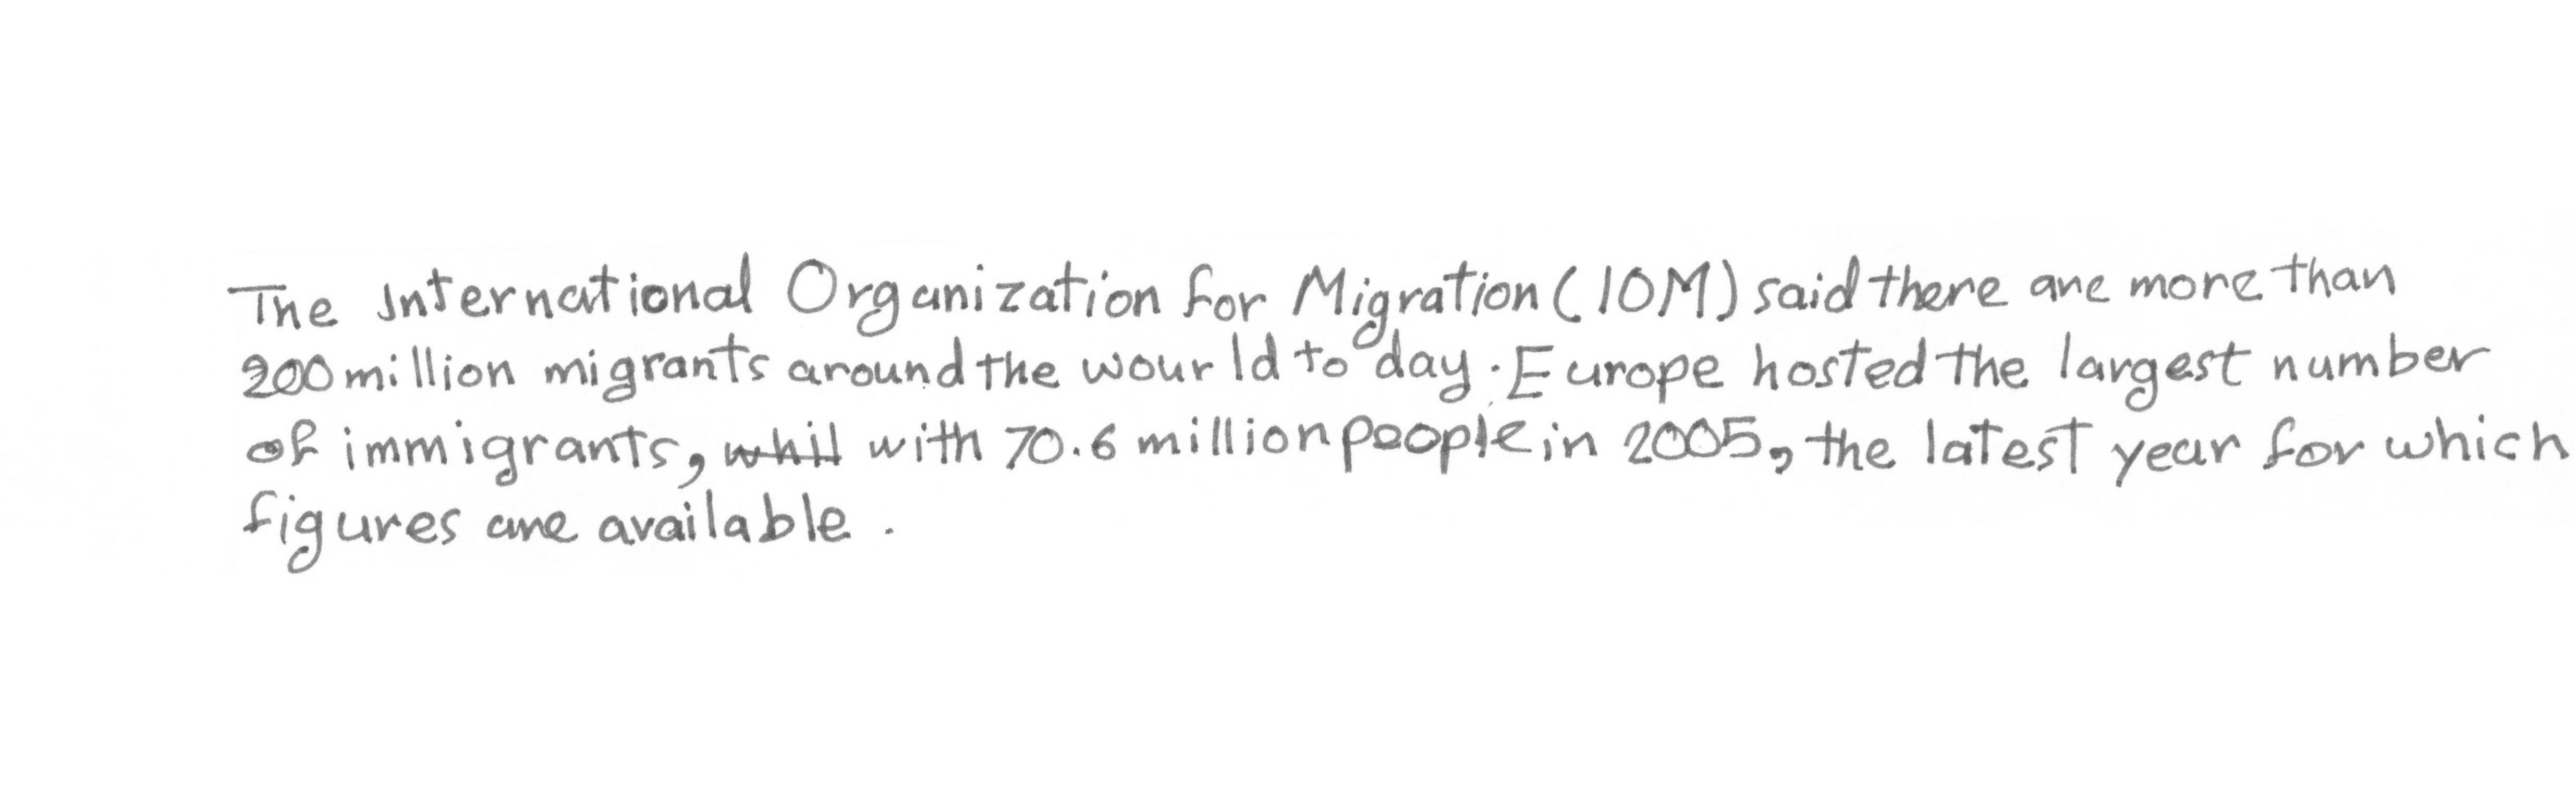 The International Organization for Migration (IOM) said there are more than
200 million migrants around the wourld to day. Europe hosted the largest number
of immigrants, whil with 70.6 million people in 2005, the latest year for which
figures are available.